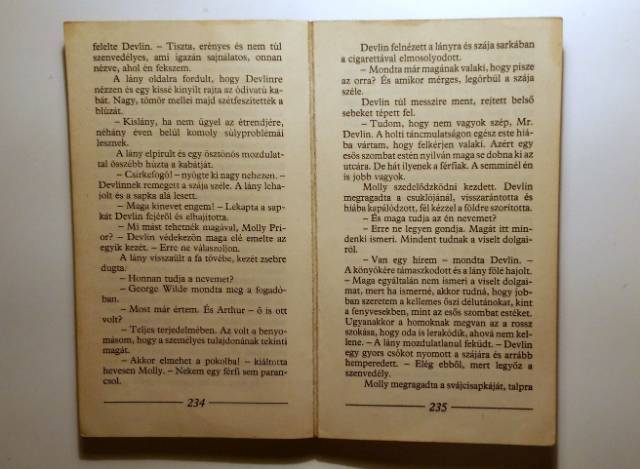 felelte Devlin. – Tiszta, erényes és nem túl
szenvedélyes, ami igazán sajnálatos, onnan
nézve, ahol én fekszem.
A lány oldalra fordult, hogy Devlinre
nézzen és egy kissé kinyílt rajta az ódivatú ka-
bát. Nagy, tömör mellei majd szétfeszítették a
blúzát.
– Kislány, ha nem ügyel az étrendjére,
néhány éven belül komoly súlyproblémái
lesznek.
A lány elpirult és egy ösztönös mozdulat-
tal összébb húzta a kabátját.
– Csirkefogó! – nyögte ki nagy nehezen. –
Devlinnek remegett a szája széle. A lány leha-
jolt és a sapka alá lesett.
– Maga kinevet engem! – Lekapta a sap-
kát Devlin fejéről és elhajította.
– Mi mást tehetnék magával, Molly Pri-
or? – Devlin védekezőn maga elé emelte az
egyik kezét. – Erre ne válaszoljon.
A lány visszaült a fa tövébe, kezét zsebre
dugta.
– Honnan tudja a nevemet?
– George Wilde mondta meg a fogadó-
ban.
– Most már értem. És Arthur – ő is ott
volt?
– Teljes terjedelmében. Az volt a benyo-
másom, hogy a személyes tulajdonának tekinti
magát.
– Akkor elmehet a pokolba! – kiáltotta
hevesen Molly. – Nekem egy férfi sem paran-
csol.
234
Devlin felnézett a lányra és szája sarkában
a cigarettával elmosolyodott.
– Mondta már magának valaki, hogy pisze
az orra? És amikor mérges, legörbül a szája
széle.
Devlin túl messzire ment, rejtett belső
sebeket tépett fel.
– Tudom, hogy nem vagyok szép, Mr.
Devlin. A holti táncmulatságon egész este hiá-
ba vártam, hogy felkérjen valaki. Azért egy
esős szombat estén nyilván maga se dobna ki az
utcára. De hát ilyenek a férfiak. A semminél én
is jobb vagyok.
Molly szedelődzködni kezdett. Devlin
megragadta a csuklójánál, visszarántotta és
hiába kapálódzott, fél kézzel a földre szorította.
– És maga tudja az én nevemet?
– Erre ne legyen gondja. Magát itt min-
denki ismeri. Mindent tudnak a viselt dolgai-
ról.
– Van egy hírem – mondta Devlin. –
A könyökére támaszkodott és a lány fölé hajolt.
– Maga egyáltalán nem ismeri a viselt dolgai-
mat, mert ha ismerné, akkor tudná, hogy job-
ban szeretem a kellemes őszi délutánokat, kint
a fenyvesekben, mint az esős szombat estéket.
Ugyanakkor a homoknak megvan az a rossz
szokása, hogy oda is lerakódik, ahová nem kel-
lene. – A lány mozdulatlanul feküdt. – Devlin
egy gyors csókot nyomott a szájára és arrább
hemperedett. – Elég ebből, mert legyőz a
szenvedély.
Molly megragadta a svájcisapkáját, talpra
235